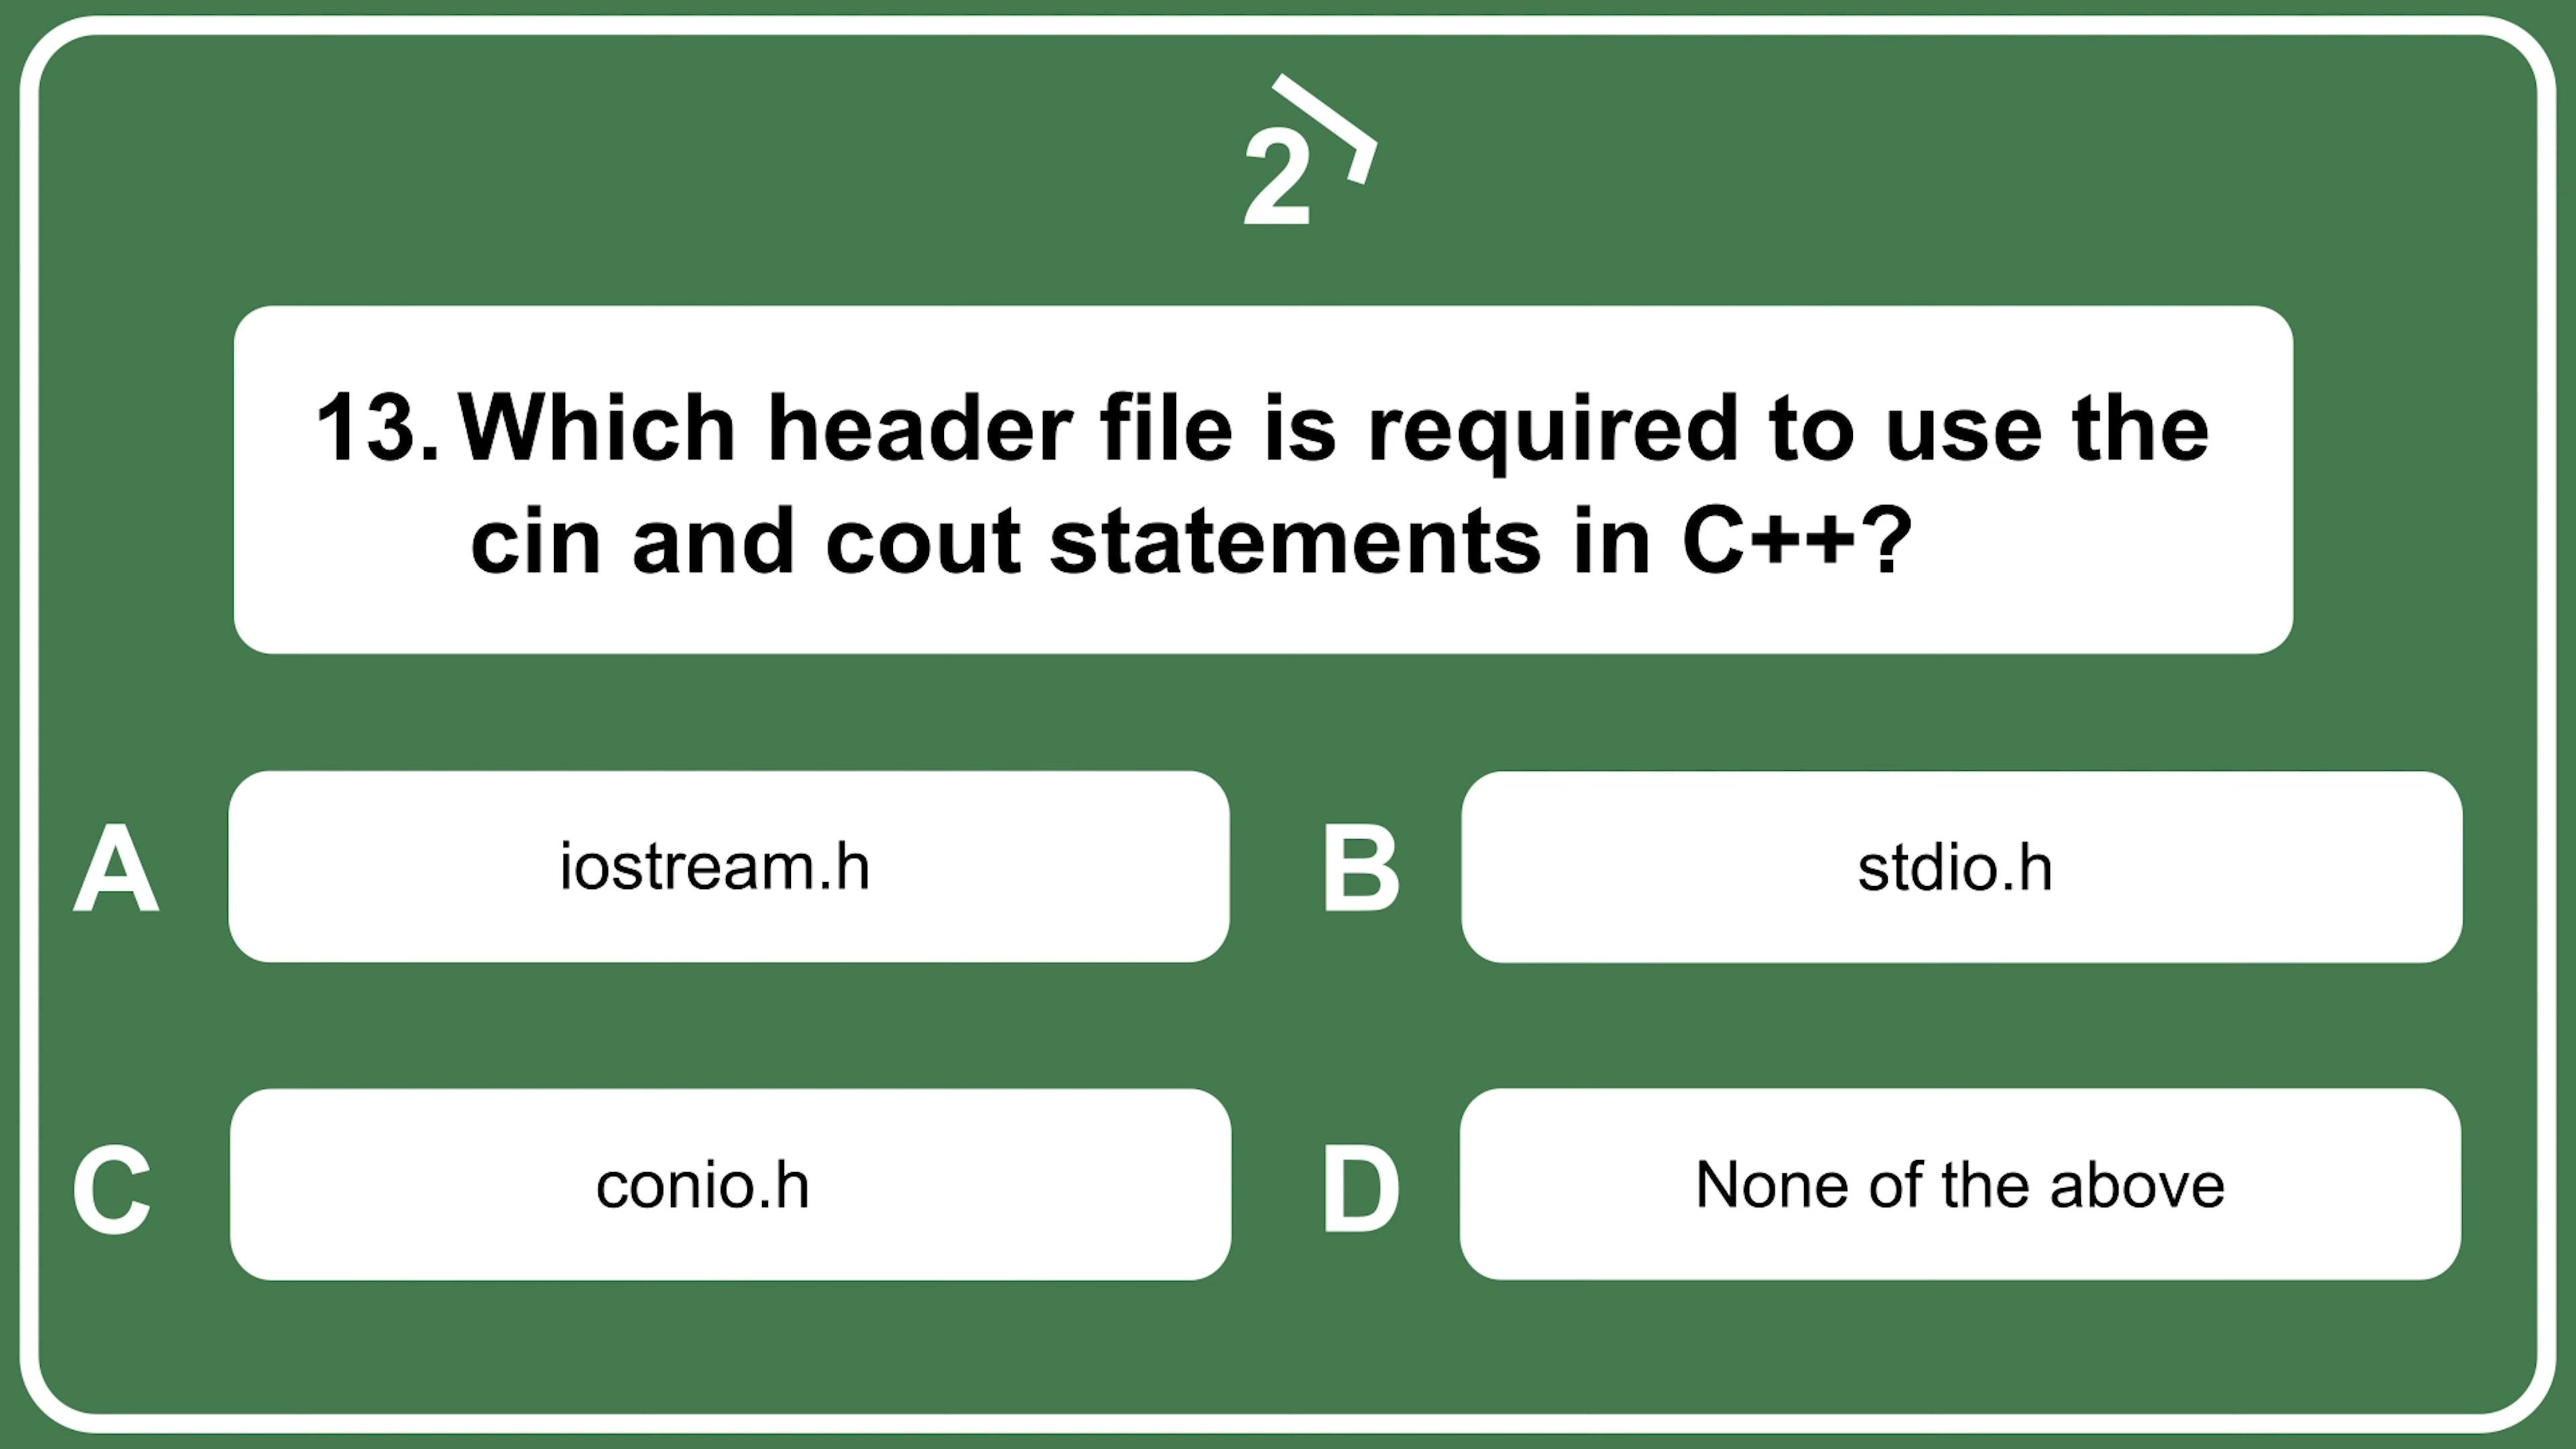 2
13. Which header file is required to use the
cin and cout statements in C++?
A
iostream.h
B
stdio.h
C
conio.h
D
None of the above